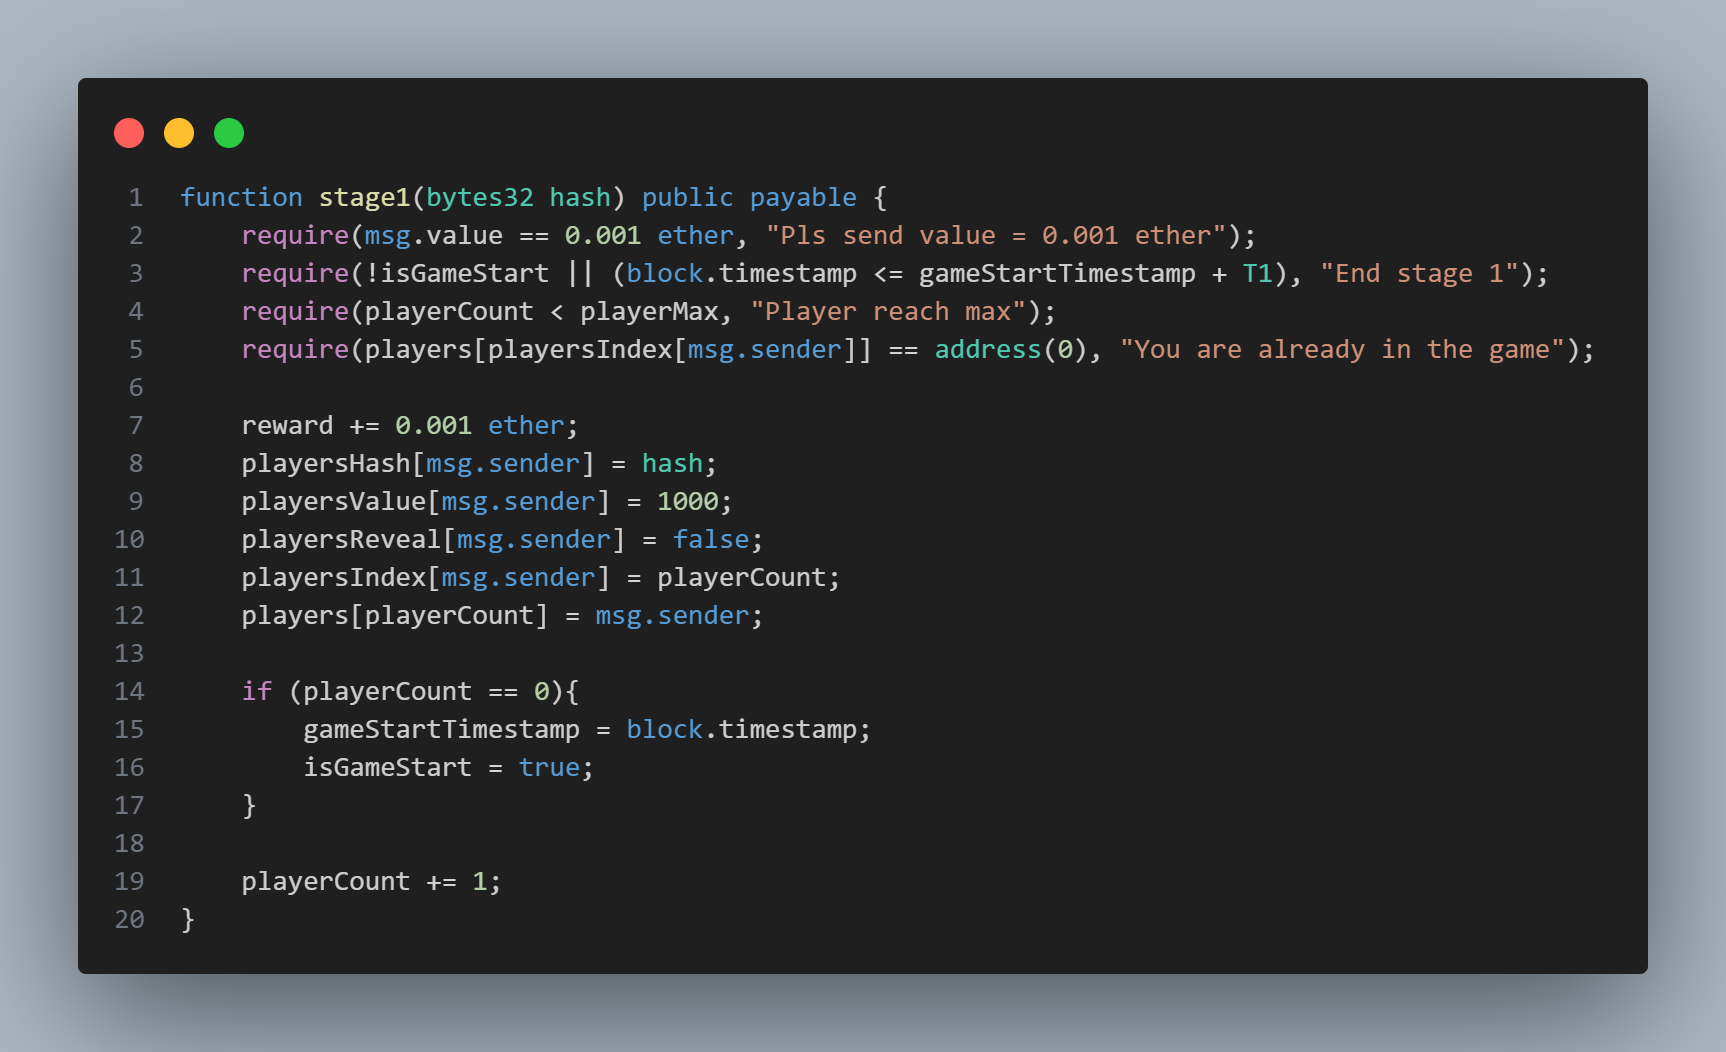 1 function stage1(bytes32 hash) public payable {
2     require(msg.value == 0.001 ether, "Pls send value = 0.001 ether");
3     require(!isGameStart || (block.timestamp <= gameStartTimestamp + T1), "End stage 1");
4     require(playerCount < playerMax, "Player reach max");
5     require(players[playersIndex[msg.sender]] == address(0), "You are already in the game");
6
7     reward += 0.001 ether;
8     playersHash[msg.sender] = hash;
9     playersValue[msg.sender] = 1000;
10     playersReveal[msg.sender] = false;
11     playersIndex[msg.sender] = playerCount;
12     players[playerCount] = msg.sender;
13
14     if (playerCount == 0){
15         gameStartTimestamp = block.timestamp;
16         isGameStart = true;
17     }
18
19     playerCount += 1;
20 }